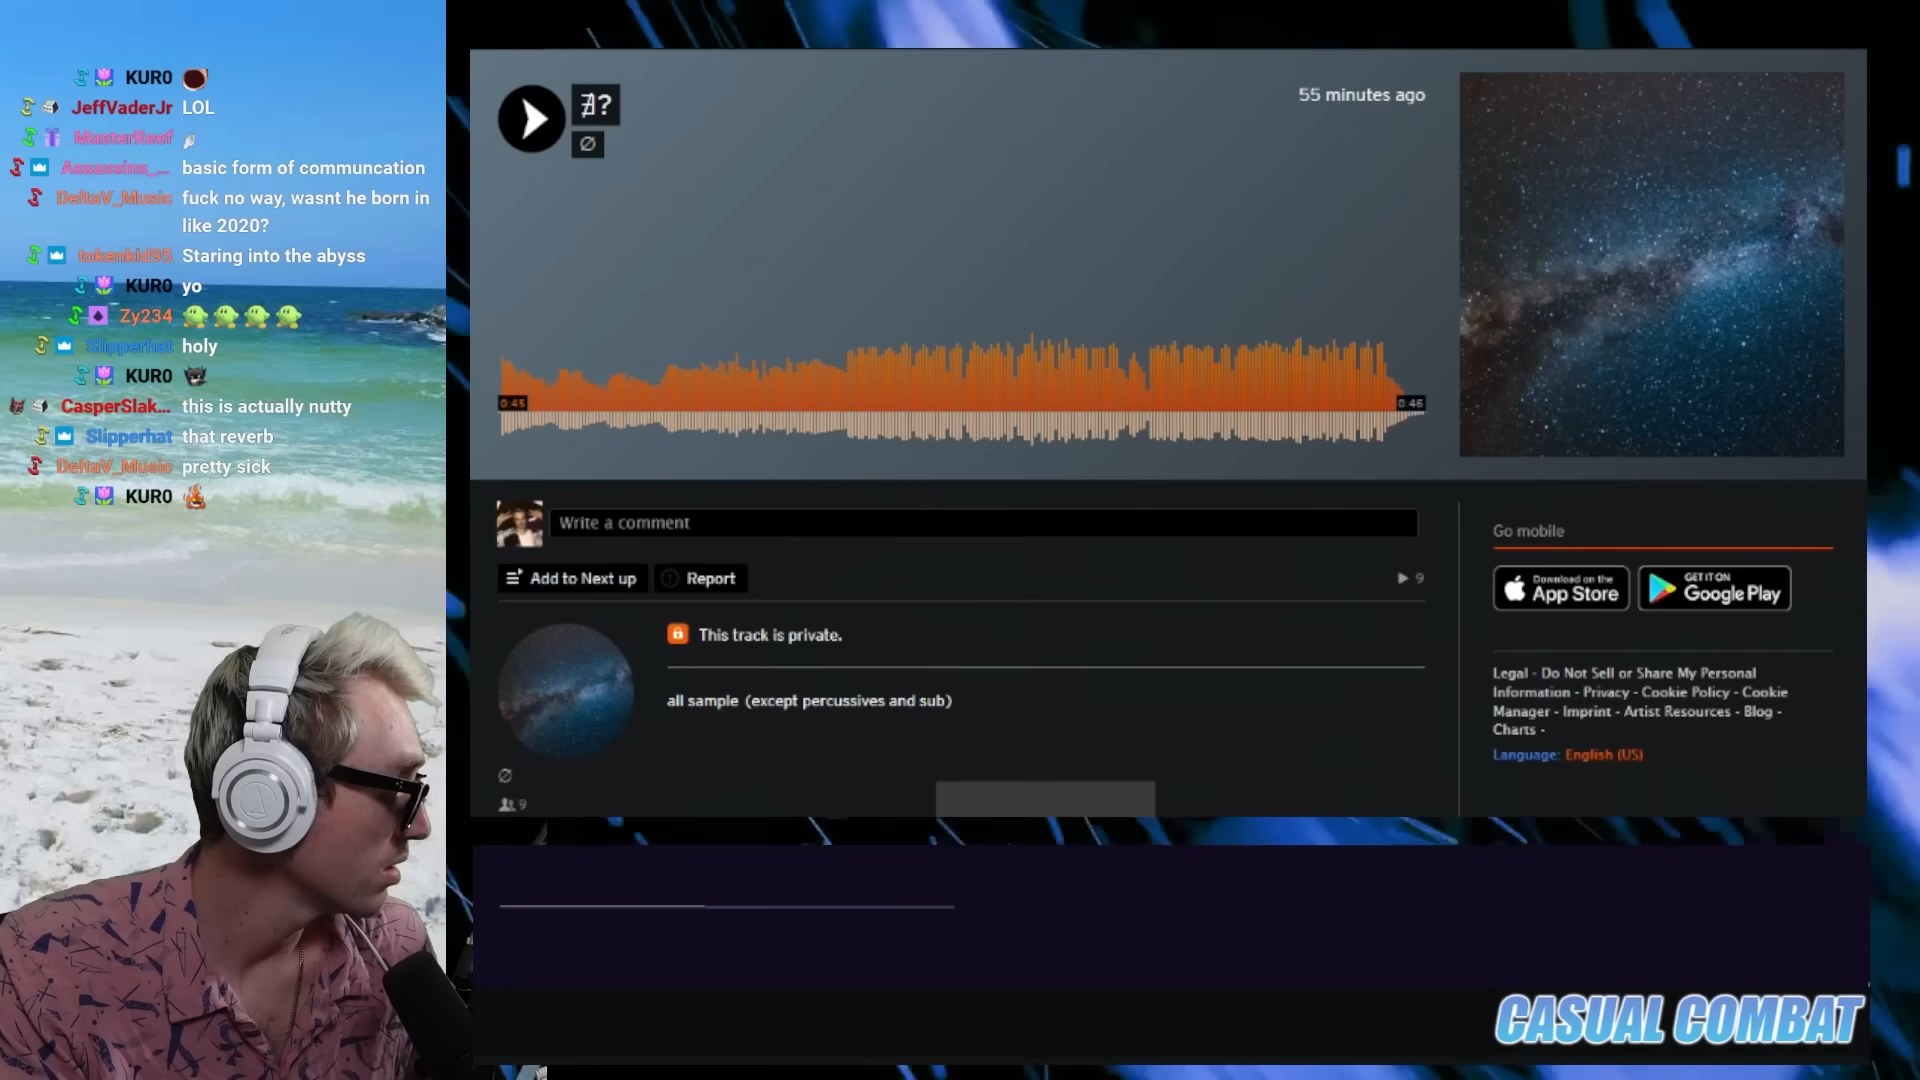 KUR0
JeffVaderJr LOL
MasterReef
Assassins_... basic form of communcation
DeltaV_Music fuck no way, wasnt he born in
like 2020?
tokenkid95 Staring into the abyss
KUR0 yo
Zy234
Slipperhat holy
KUR0
CasperSlak... this is actually nutty
Slipperhat that reverb
DeltaV_Music pretty sick
KUR0
∄?
Ø
55 minutes ago
0:45
0:46
Write a comment
Add to Next up
Report
9
This track is private.
all sample (except percussives and sub)
Ø
9
Go mobile
Download on the
App Store
GET IT ON
Google Play
Legal - Do Not Sell or Share My Personal
Information - Privacy - Cookie Policy - Cookie
Manager - Imprint - Artist Resources - Blog -
Charts -
Language: English (US)
CASUAL COMBAT